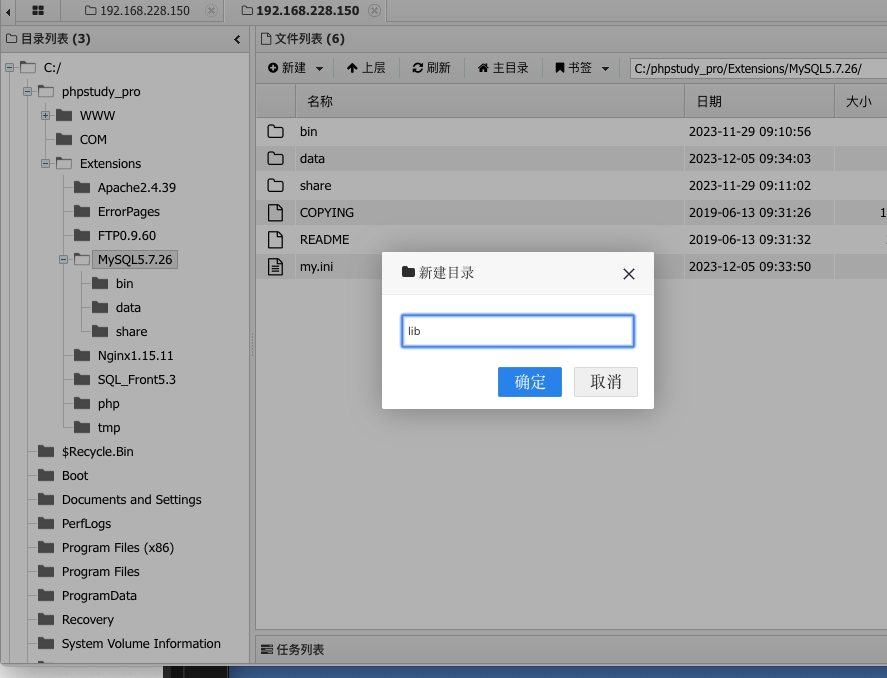 192.168.228.150
192.168.228.150
目录列表 (3)
文件列表 (6)
新建
上层
刷新
主目录
书签
C:/phpstudy_pro/Extensions/MySQL5.7.26/
名称
日期
大小
bin
2023-11-29 09:10:56
data
2023-12-05 09:34:03
share
2023-11-29 09:11:02
COPYING
2019-06-13 09:31:26
1
README
2019-06-13 09:31:32
my.ini
2023-12-05 09:33:50
C:/
phpstudy_pro
WWW
COM
Extensions
Apache2.4.39
ErrorPages
FTP0.9.60
MySQL5.7.26
bin
data
share
Nginx1.15.11
SQL_Front5.3
php
tmp
$Recycle.Bin
Boot
Documents and Settings
PerfLogs
Program Files (x86)
Program Files
ProgramData
Recovery
System Volume Information
新建目录
lib
确定
取消
任务列表